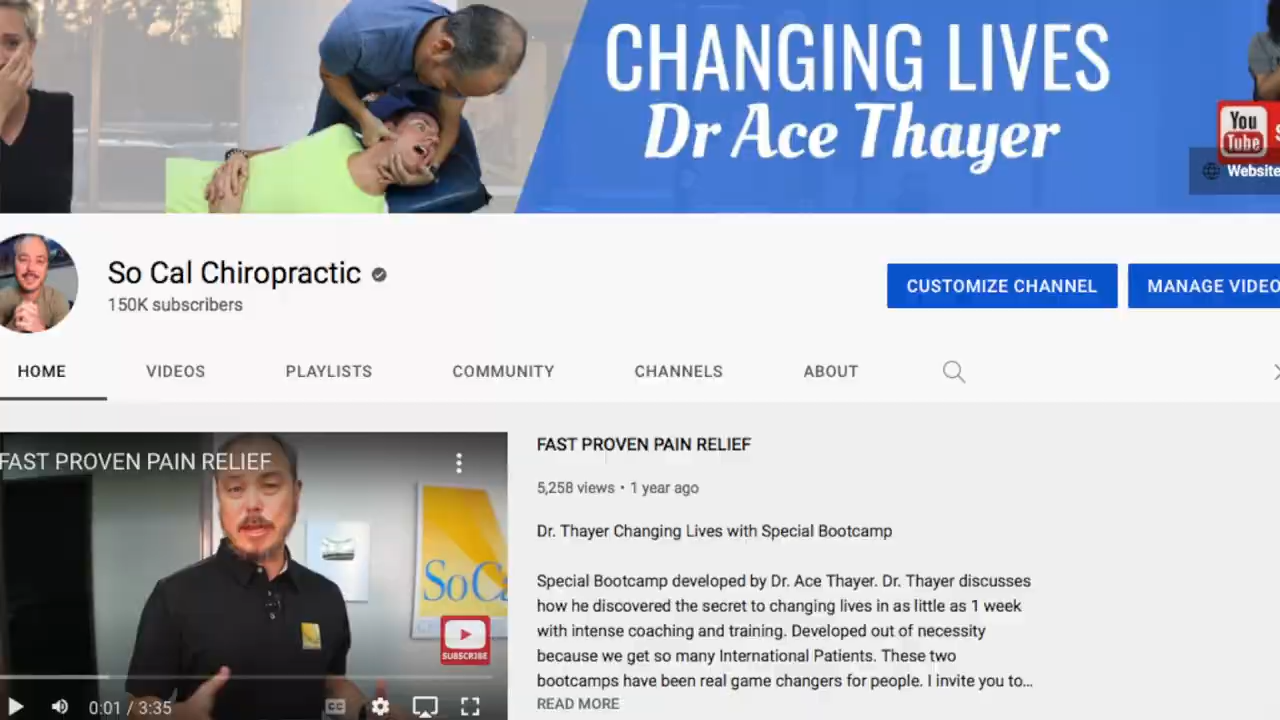 CHANGING LIVES
Dr Ace Thayer
You
Tube
Website
So Cal Chiropractic
150K subscribers
CUSTOMIZE CHANNEL
MANAGE VIDEO
HOME
VIDEOS
PLAYLISTS
COMMUNITY
CHANNELS
ABOUT
FAST PROVEN PAIN RELIEF
So C
SUBSCRIBE
0:01 / 3:35
CC
FAST PROVEN PAIN RELIEF
5,258 views • 1 year ago
Dr. Thayer Changing Lives with Special Bootcamp
Special Bootcamp developed by Dr. Ace Thayer. Dr. Thayer discusses
how he discovered the secret to changing lives in as little as 1 week
with intense coaching and training. Developed out of necessity
because we get so many International Patients. These two
bootcamps have been real game changers for people. I invite you to...
READ MORE